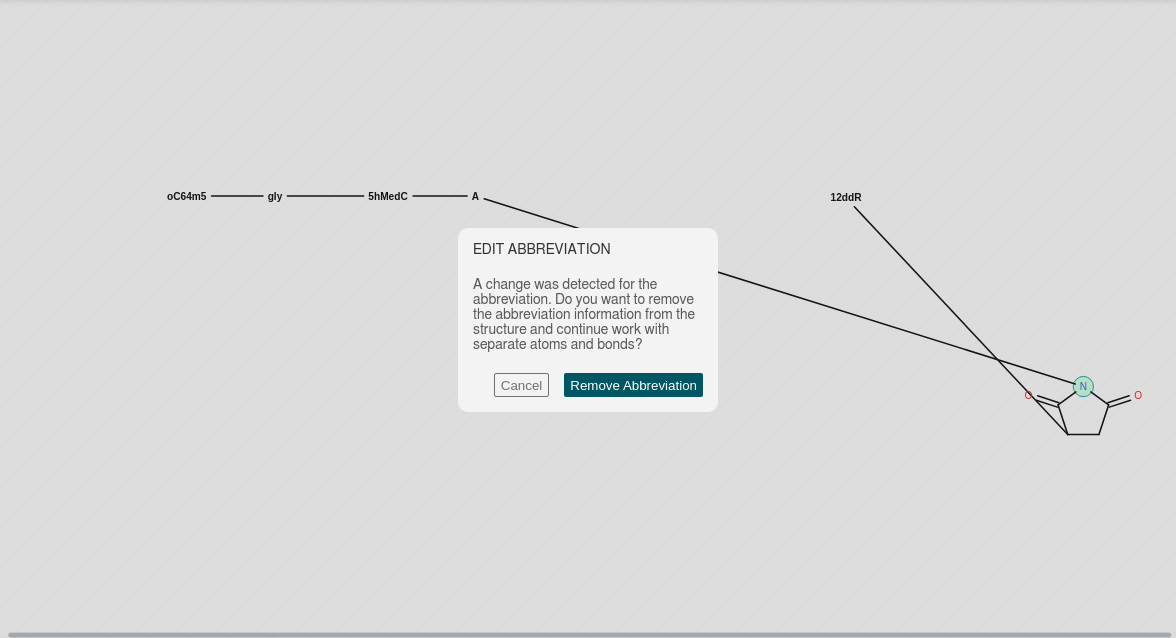 oC64m5 gly 5hMedC A 12ddR
EDIT ABBREVIATION
A change was detected for the
abbreviation. Do you want to remove
the abbreviation information from the
structure and continue work with
separate atoms and bonds?
Cancel Remove Abbreviation
N
O O